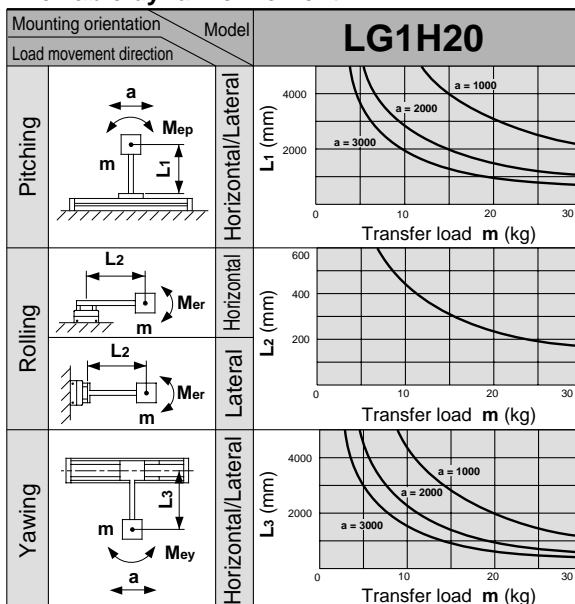 Mounting orientation
Model
Load movement direction
LG1H20
Pitching
a
Mep
m
L1
Horizontal/Lateral
L1 (mm)
4000
2000
a = 1000
a = 2000
a = 3000
0
10
20
30
Transfer load m (kg)
Rolling
L2
Mer
m
Horizontal
L2
Mer
m
Lateral
L2 (mm)
600
400
200
0
10
20
30
Transfer load m (kg)
Yawing
L3
m
Mey
a
Horizontal/Lateral
L3 (mm)
4000
2000
a = 1000
a = 2000
a = 3000
0
10
20
30
Transfer load m (kg)